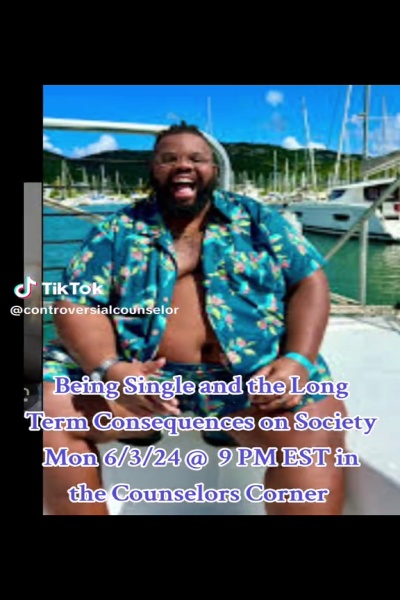 TikTok
@controversialcounselor
Being Single and the Long
Term Consequences on Society
Mon 6/3/24 @ 9 PM EST in
the Counselors Corner